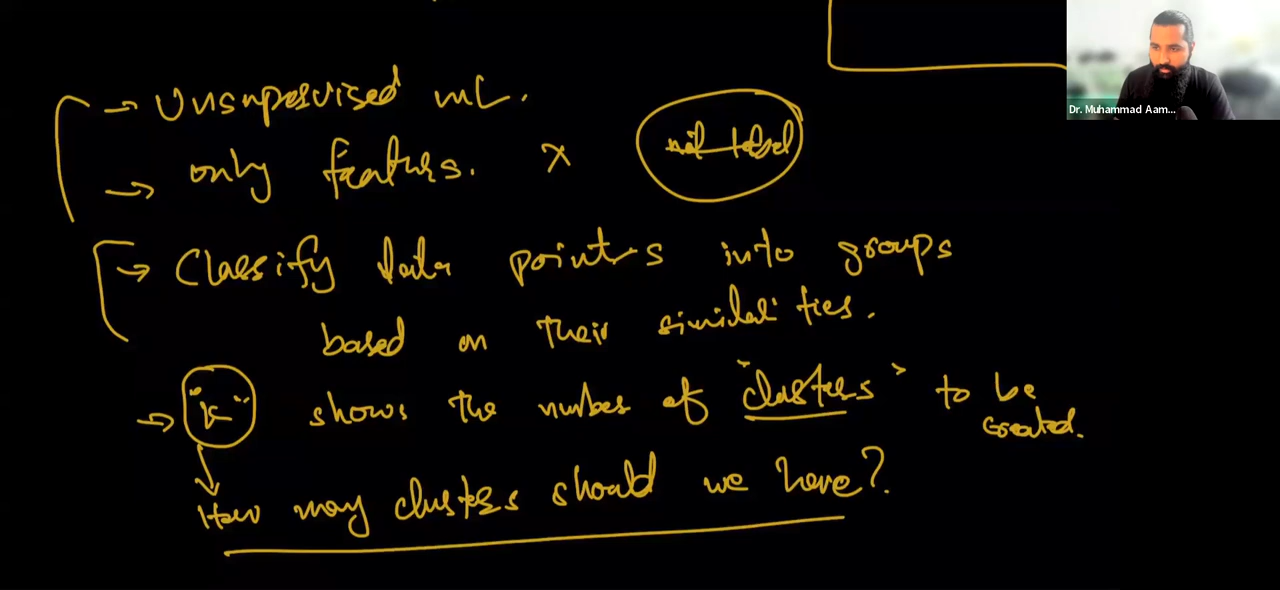 → Unsupervised ML.
→ only features. X
not label
→ Classify data points into groups
based on their similarities.
→ "K" shows the number of "clusters" to be
created.
How may clusters should we have?
Dr. Muhammad Aam...